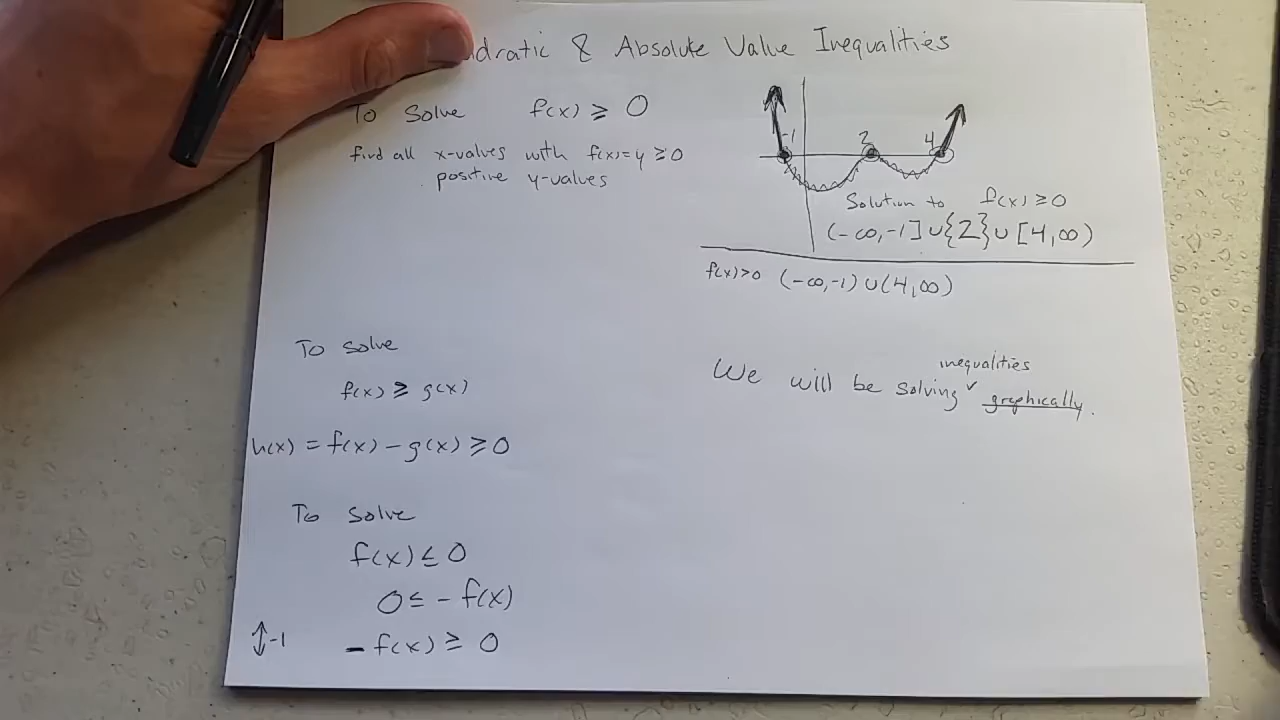 dratic & Absolute Value Inequalities
To solve f(x) ≥ 0
find all x-values with f(x)=y ≥0
positive y-values
-1 2 4
Solution to f(x) ≥0
(-∞,-1]∪{2}∪[4,∞)
f(x)>0 (-∞,-1)∪(4,∞)
To solve
f(x) ≥ g(x)
h(x) = f(x) - g(x) ≥0
To solve
f(x) ≤ 0
0 ≤ - f(x)
↕-1 - f(x) ≥ 0
inequalities
We will be solving ˅ graphically.